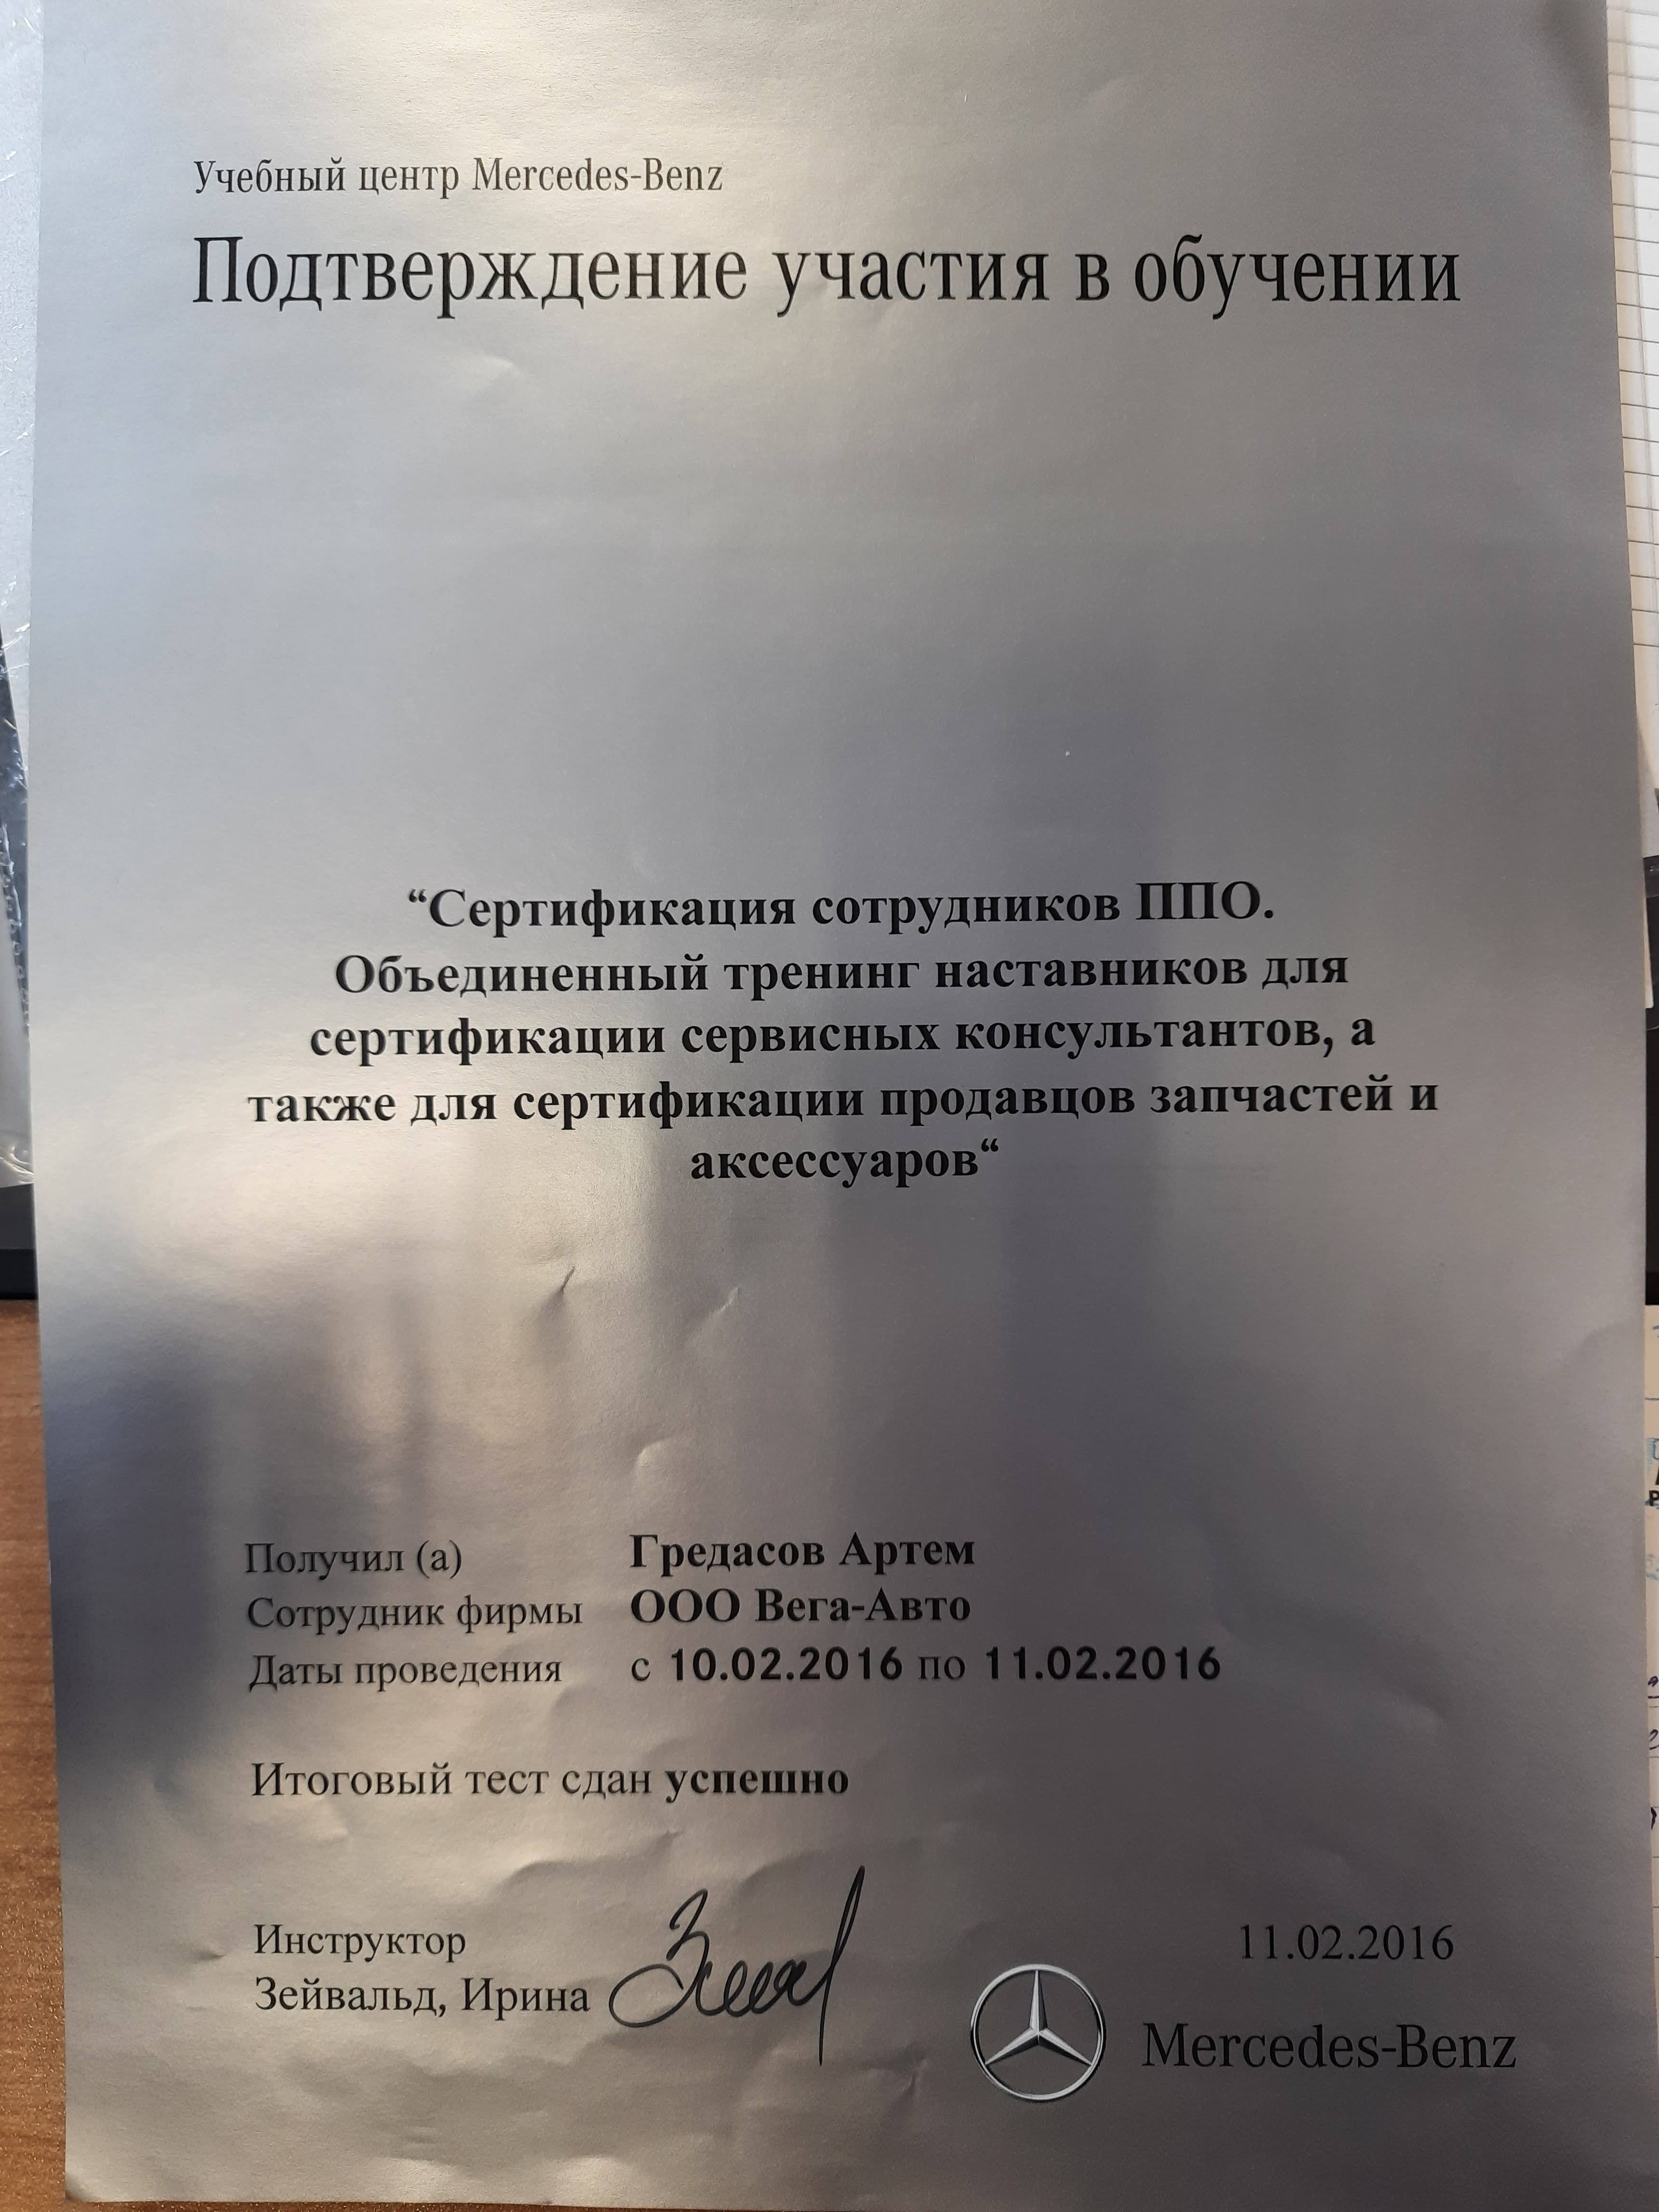 Учебный центр Mercedes-Benz
Подтверждение участия в обучении
“Сертификация сотрудников ППО.
Объединенный тренинг наставников для
сертификации сервисных консультантов, а
также для сертификации продавцов запчастей и
аксессуаров“
Получил (а) Гредасов Артем
Сотрудник фирмы ООО Вега-Авто
Даты проведения с 10.02.2016 по 11.02.2016
Итоговый тест сдан успешно
Инструктор
Зейвальд, Ирина
11.02.2016
Mercedes-Benz